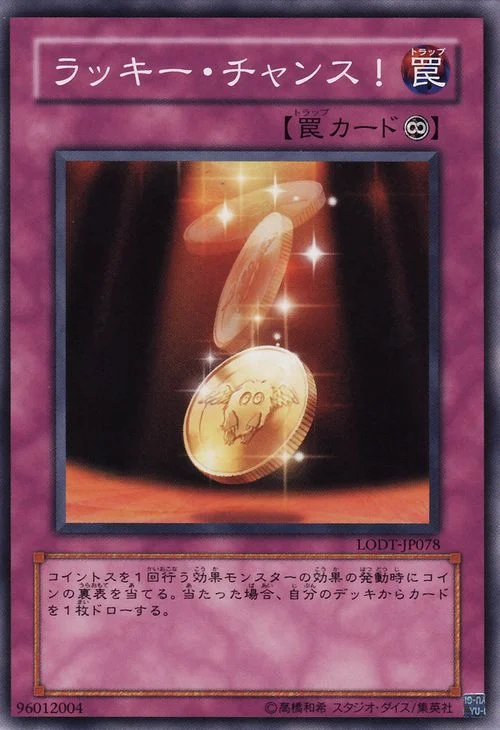 ラッキー・チャンス！ 罠
トラップ
【罠カード】
トラップ
LODT-JP078
コイントスを１回行う効果モンスターの効果の発動時にコイ
ンの裏表を当てる。当たった場合、自分のデッキからカード
を１枚ドローする。
96012004
©高橋和希 スタジオ・ダイス/集英社